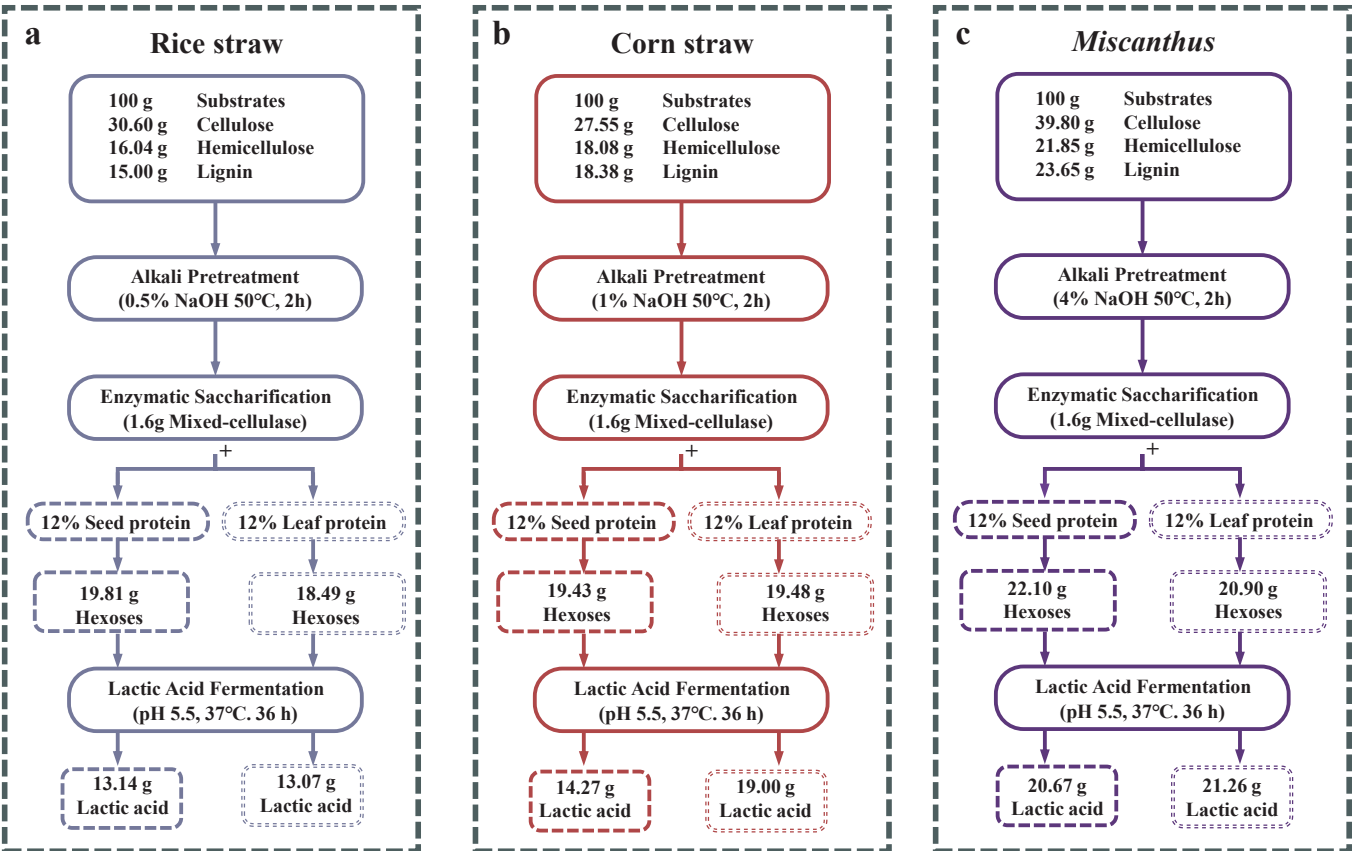 a
Rice straw
100 g Substrates
30.60 g Cellulose
16.04 g Hemicellulose
15.00 g Lignin
Alkali Pretreatment
(0.5% NaOH 50℃, 2h)
Enzymatic Saccharification
(1.6g Mixed-cellulase)
+
12% Seed protein
12% Leaf protein
19.81 g
Hexoses
18.49 g
Hexoses
Lactic Acid Fermentation
(pH 5.5, 37℃. 36 h)
13.14 g
Lactic acid
13.07 g
Lactic acid
b
Corn straw
100 g Substrates
27.55 g Cellulose
18.08 g Hemicellulose
18.38 g Lignin
Alkali Pretreatment
(1% NaOH 50℃, 2h)
Enzymatic Saccharification
(1.6g Mixed-cellulase)
+
12% Seed protein
12% Leaf protein
19.43 g
Hexoses
19.48 g
Hexoses
Lactic Acid Fermentation
(pH 5.5, 37℃. 36 h)
14.27 g
Lactic acid
19.00 g
Lactic acid
c
Miscanthus
100 g Substrates
39.80 g Cellulose
21.85 g Hemicellulose
23.65 g Lignin
Alkali Pretreatment
(4% NaOH 50℃, 2h)
Enzymatic Saccharification
(1.6g Mixed-cellulase)
+
12% Seed protein
12% Leaf protein
22.10 g
Hexoses
20.90 g
Hexoses
Lactic Acid Fermentation
(pH 5.5, 37℃. 36 h)
20.67 g
Lactic acid
21.26 g
Lactic acid